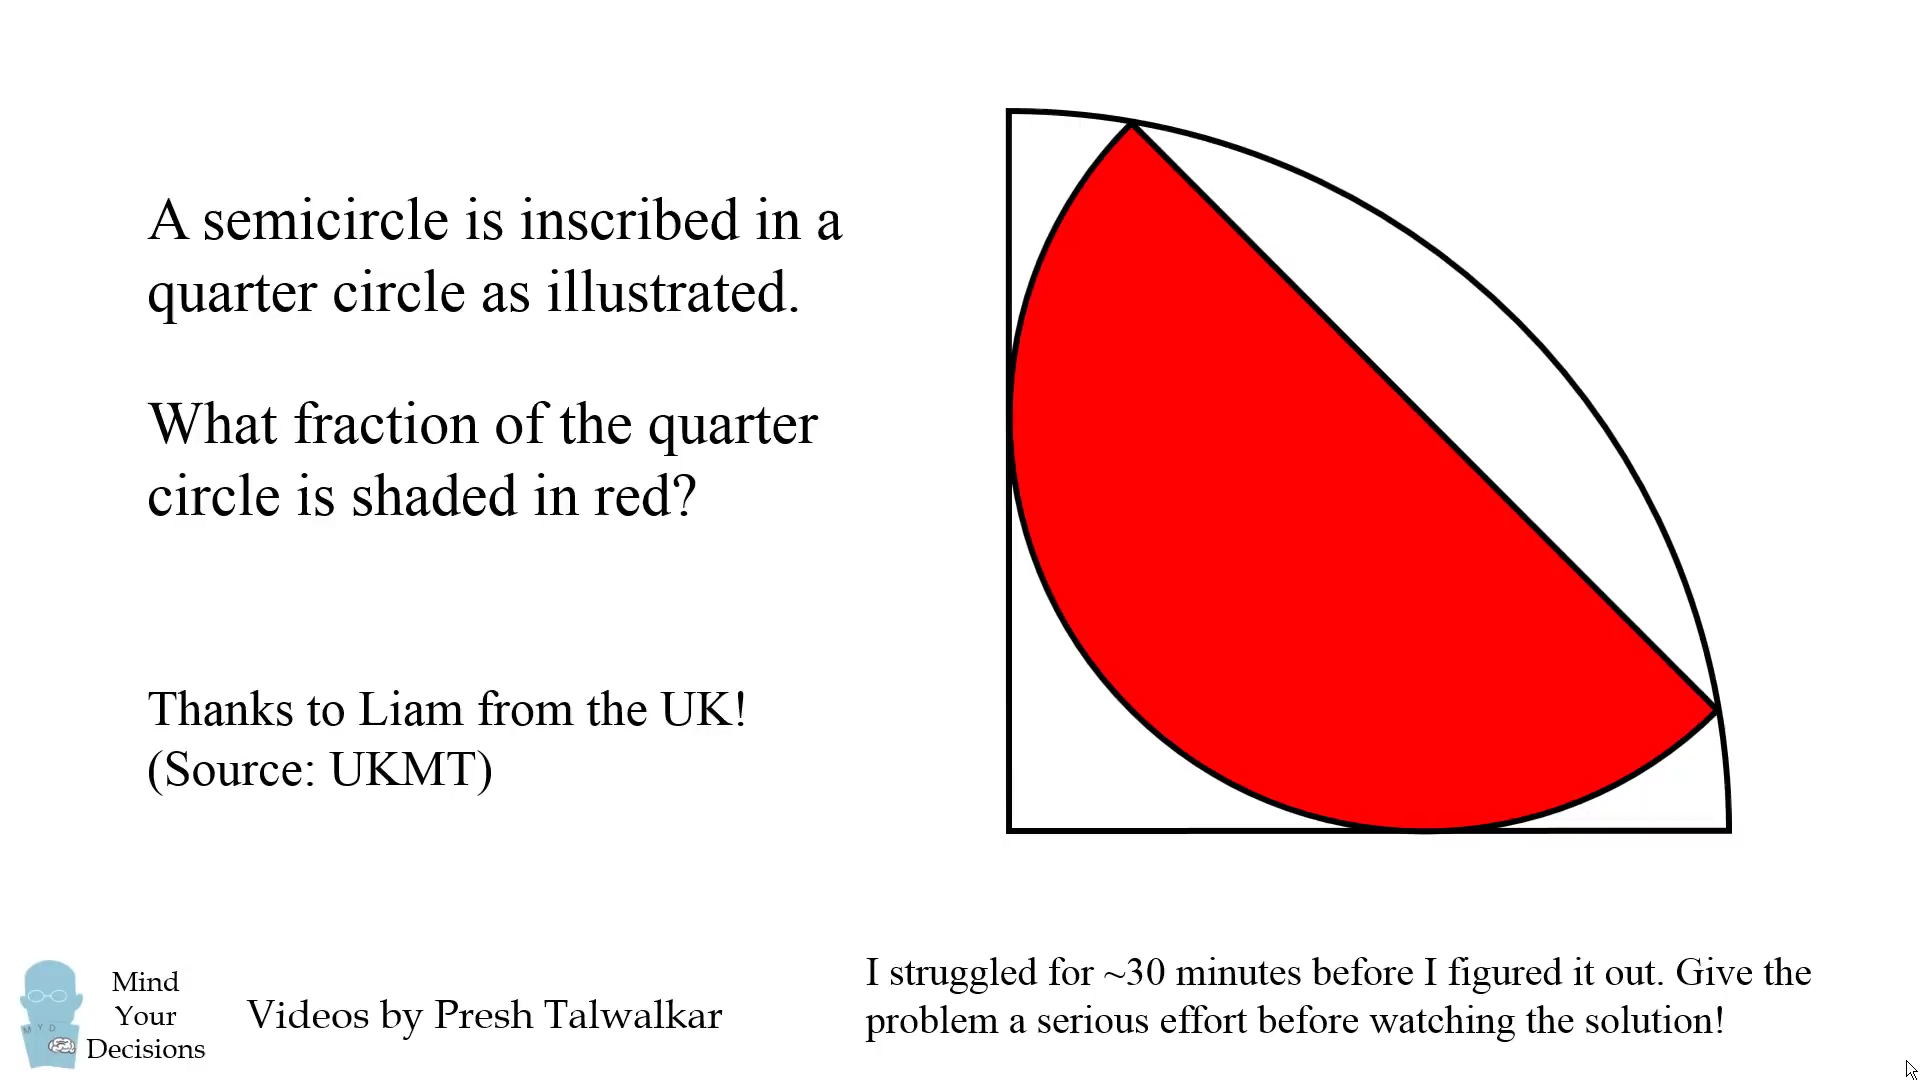 A semicircle is inscribed in a
quarter circle as illustrated.
What fraction of the quarter
circle is shaded in red?
Thanks to Liam from the UK!
(Source: UKMT)
I struggled for ~30 minutes before I figured it out. Give the
problem a serious effort before watching the solution!
M Y D
Mind
Your
Decisions
Videos by Presh Talwalkar